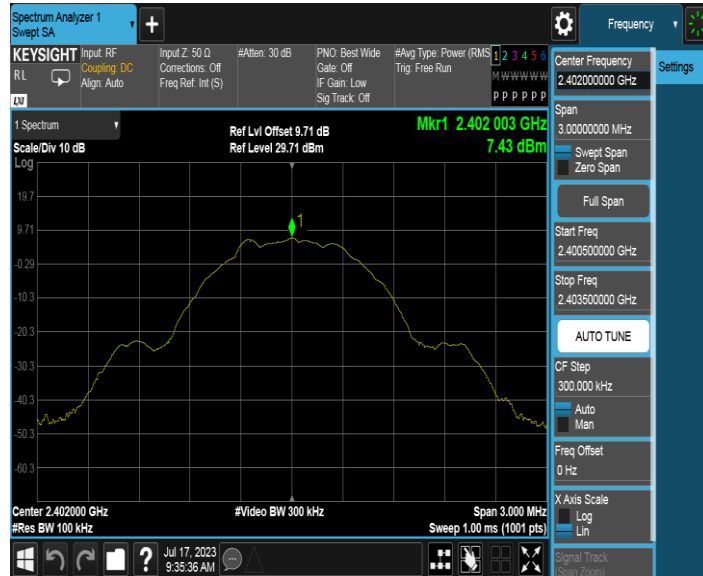 Spectrum Analyzer 1
Swept SA
Frequency
KEYSIGHT
RL
LXI
Input: RF
Coupling: DC
Align: Auto
Input Z: 50 Ω
Corrections: Off
Freq Ref: Int (S)
#Atten: 30 dB
PNO: Best Wide
Gate: Off
IF Gain: Low
Sig Track: Off
#Avg Type: Power (RMS
Trig: Free Run
1 2 3 4 5 6
M W W W W W
P P P P P P
Center Frequency
2.402000000 GHz
Settings
Span
3.00000000 MHz
Swept Span
Zero Span
Full Span
Start Freq
2.400500000 GHz
Stop Freq
2.403500000 GHz
AUTO TUNE
CF Step
300.000 kHz
Auto
Man
Freq Offset
0 Hz
X Axis Scale
Log
Lin
Signal Track
(Span Zoom)
1 Spectrum
Scale/Div 10 dB
Ref Lvl Offset 9.71 dB
Ref Level 29.71 dBm
Mkr1 2.402 003 GHz
7.43 dBm
Log
19.7
9.71
-0.29
-10.3
-20.3
-30.3
-40.3
-50.3
-60.3
1
Center 2.402000 GHz
#Video BW 300 kHz
Span 3.000 MHz
#Res BW 100 kHz
Sweep 1.00 ms (1001 pts)
?
Jul 17, 2023
9:35:36 AM